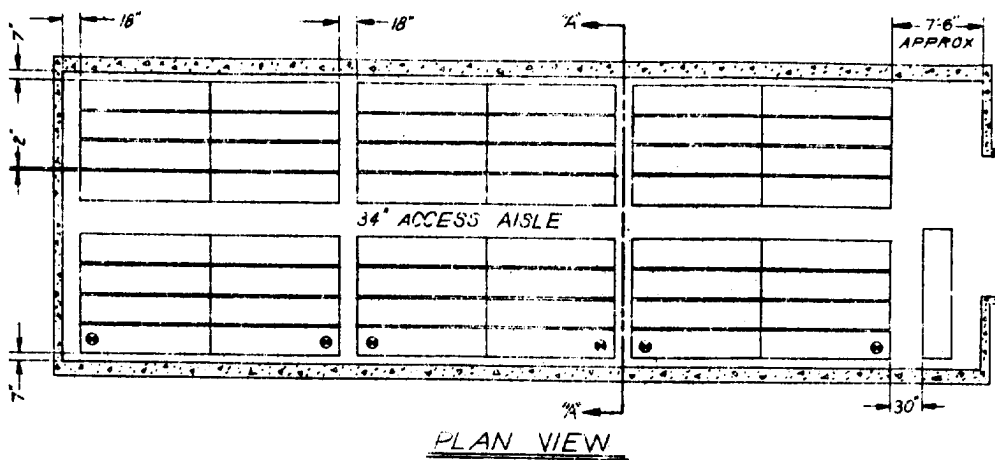 18"
18"
"A"
7'-6"
APPROX
7"
2"
34" ACCESS AISLE
7"
"A"
30"
PLAN VIEW